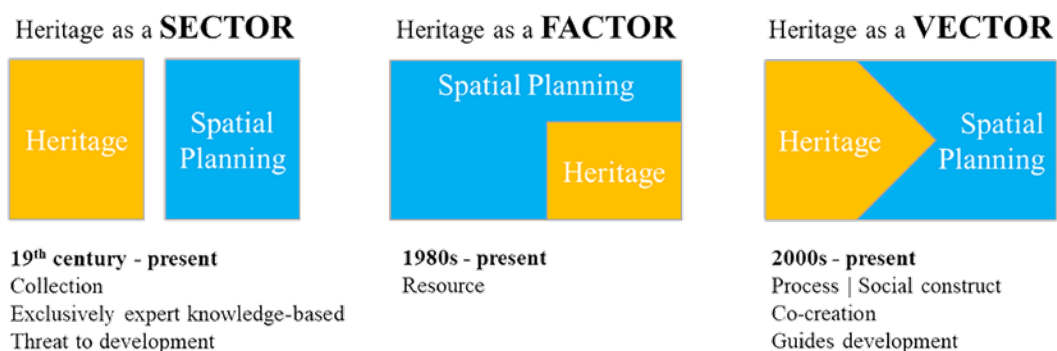 Heritage as a SECTOR
Heritage
Spatial
Planning
19th century - present
Collection
Exclusively expert knowledge-based
Threat to development
Heritage as a FACTOR
Spatial Planning
Heritage
1980s - present
Resource
Heritage as a VECTOR
Heritage
Spatial
Planning
2000s - present
Process | Social construct
Co-creation
Guides development